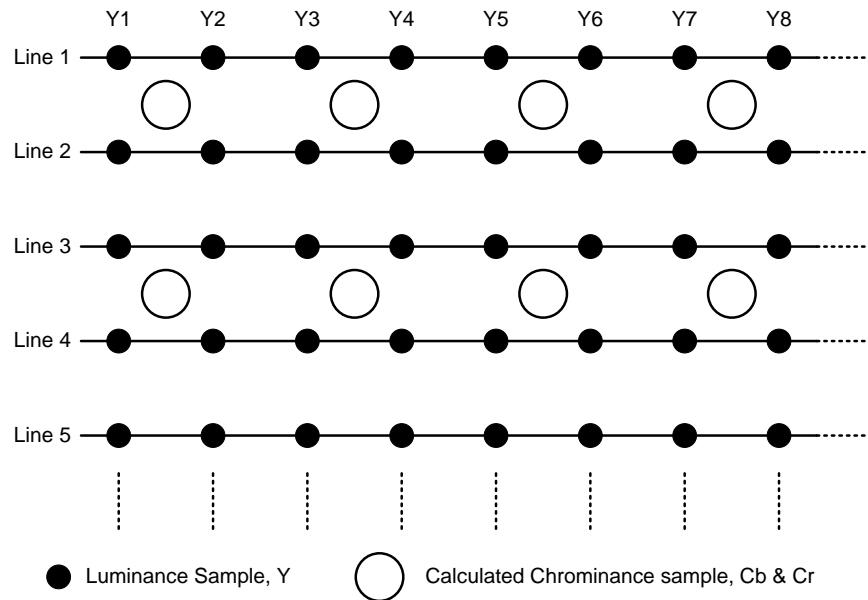 Y1 Y2 Y3 Y4 Y5 Y6 Y7 Y8
Line 1
Line 2
Line 3
Line 4
Line 5
Luminance Sample, Y
Calculated Chrominance sample, Cb & Cr